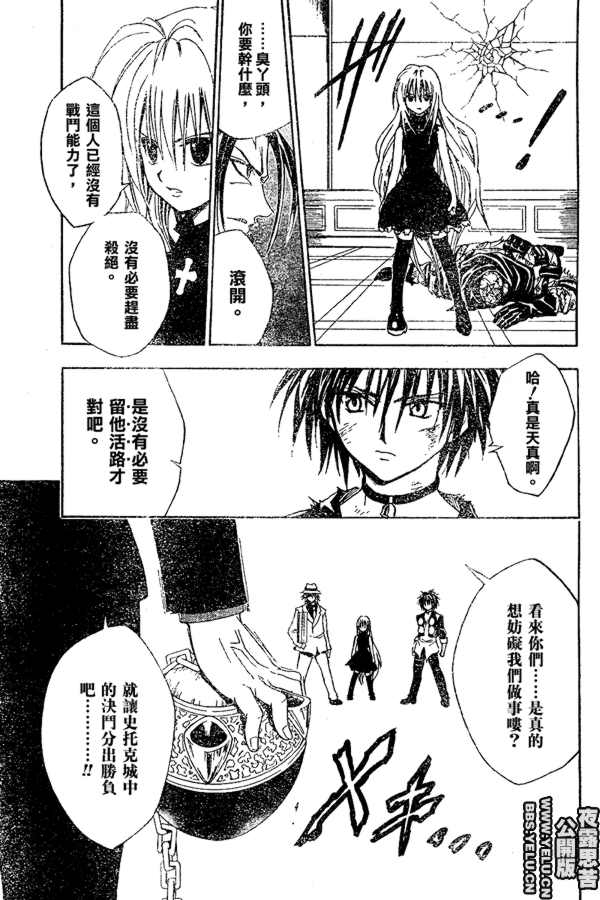 ……臭丫頭，
你要幹什麼，
滾開。
這個人已經沒有
戰鬥能力了，
沒有必要趕盡
殺絕。
哈！真是天真啊。
是沒有必要
留他活路才
對吧。
看來你們……是真的
想妨礙我們做事嘍？
就讓史托克城中
的決鬥分出勝負
吧…………!!
メキ…
夜露思苦
公開版
WWW.YELU.CN
BBS.YELU.CN